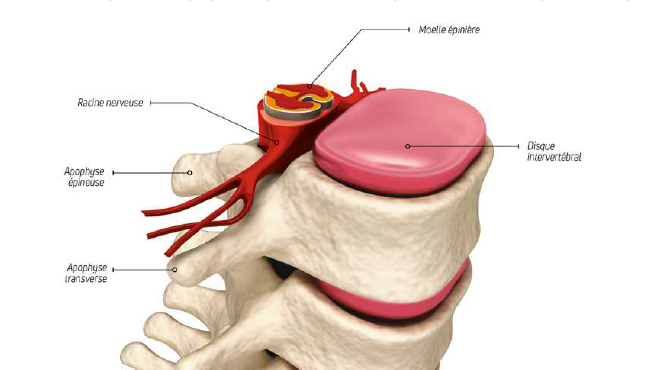 Moelle épinière
Racine nerveuse
Disque
intervertébral
Apophyse
épineuse
Apophyse
transverse